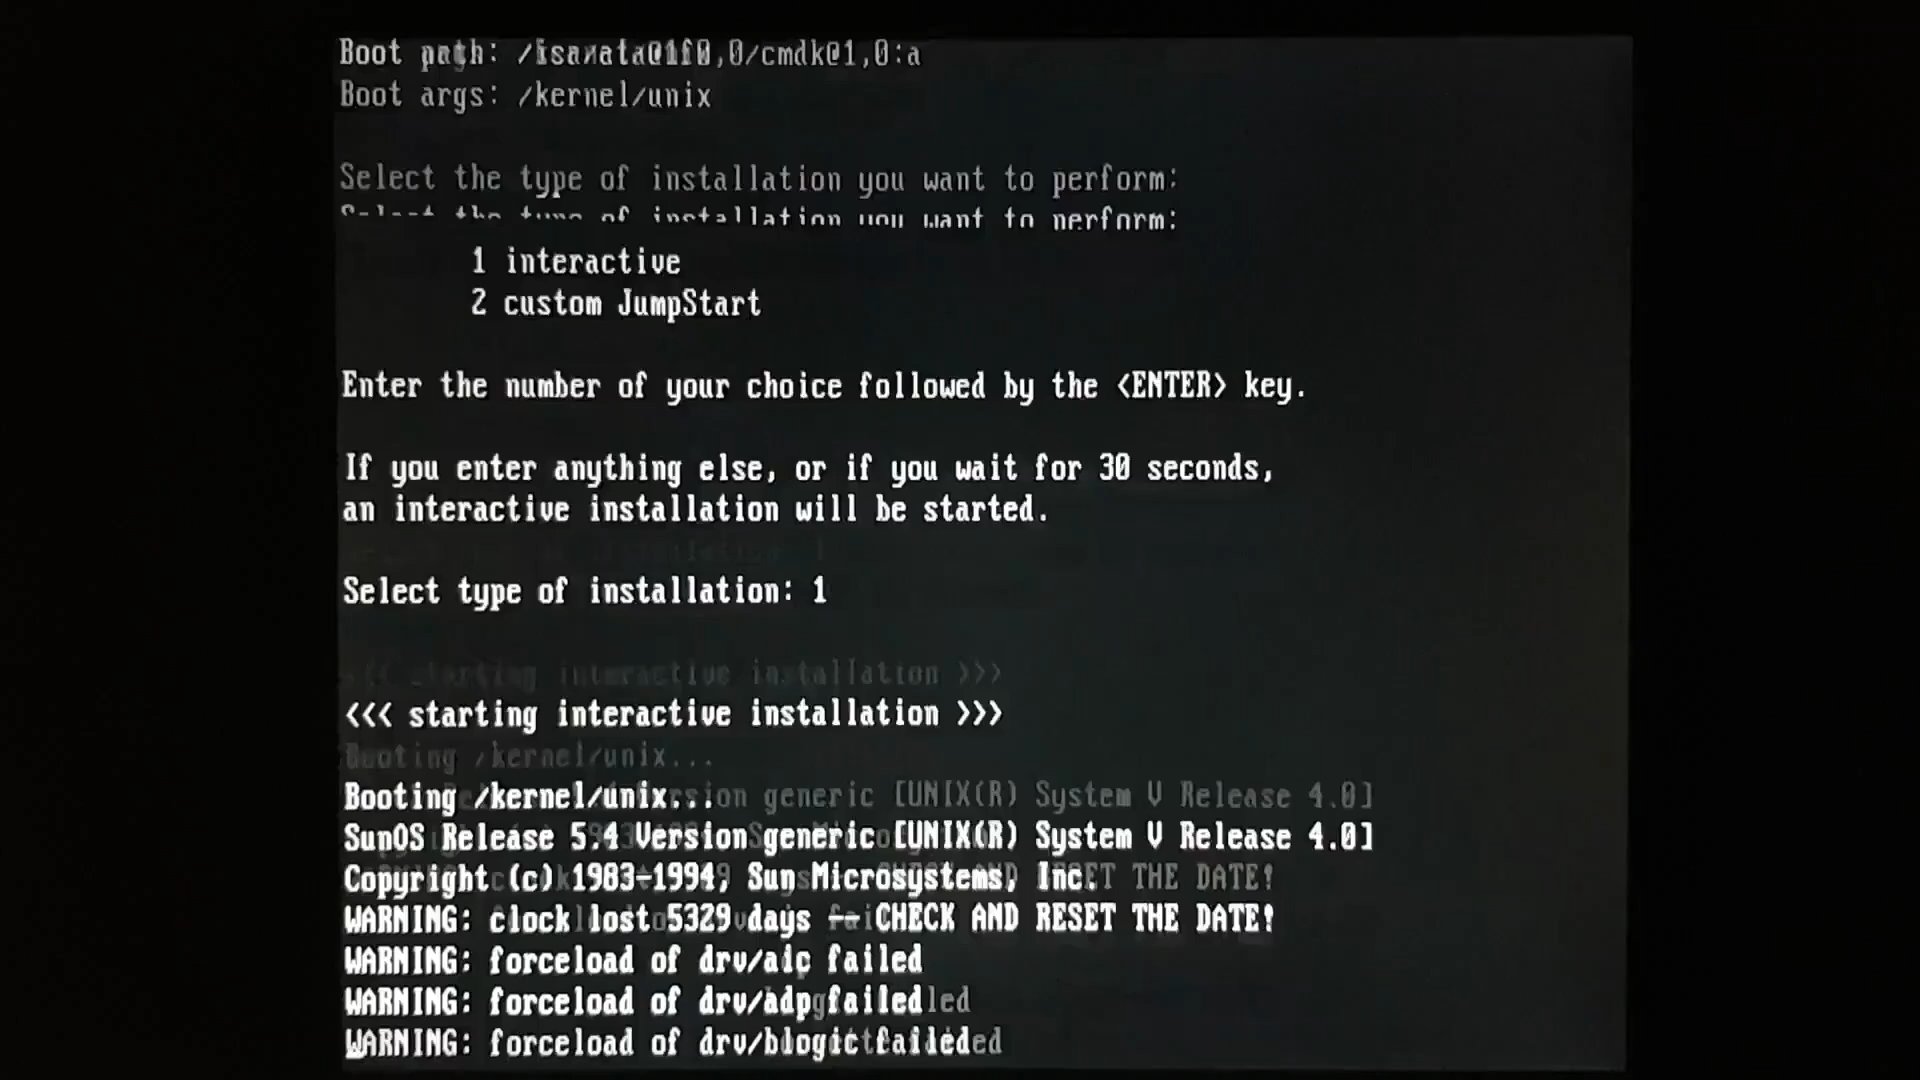 Boot path: /isa/ata@1f0,0/cmdk@1,0:a
Boot args: /kernel/unix
Select the type of installation you want to perform:
Select the type of installation you want to perform:
1 interactive
2 custom JumpStart
Enter the number of your choice followed by the <ENTER> key.
If you enter anything else, or if you wait for 30 seconds,
an interactive installation will be started.
Select type of installation: 1
<<< starting interactive installation >>>
<<< starting interactive installation >>>
Booting /kernel/unix...
Booting /kernel/unix...
SunOS Release 5.4 Version generic [UNIX(R) System V Release 4.0]
Copyright (c) 1983-1994, Sun Microsystems, Inc.
WARNING: clock lost 5329 days -- CHECK AND RESET THE DATE!
WARNING: forceload of drv/aic failed
WARNING: forceload of drv/adp failed
WARNING: forceload of failed